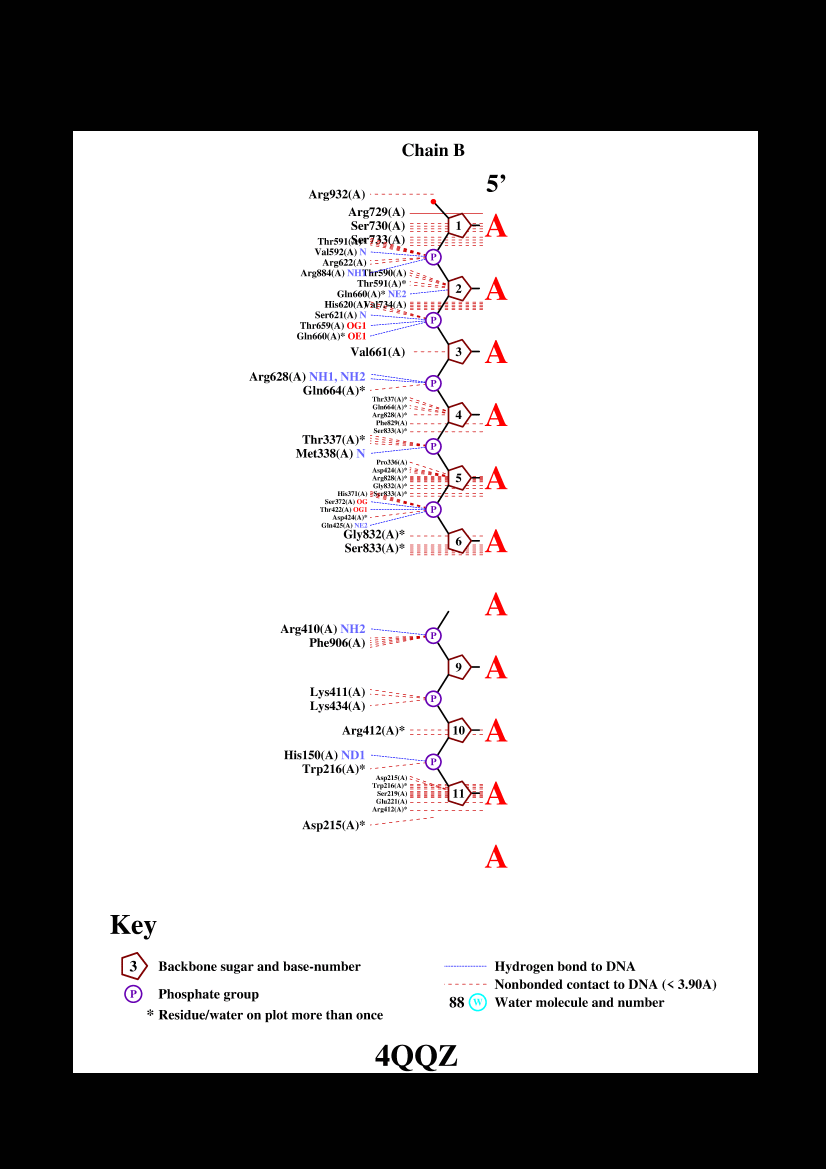 Chain B
5’
Arg932(A)
Arg729(A)
A
Ser730(A)
1
Ser733(A)
Thr591(A)*
Val592(A) N
P
Arg622(A)
Arg884(A) NH1
Thr590(A)
Thr591(A)*
2
A
Gln660(A)* NE2
His620(A)
Val734(A)
Ser621(A) N
P
Thr659(A) OG1
Gln660(A)* OE1
Val661(A)
3
A
Arg628(A) NH1, NH2
P
Gln664(A)*
Thr337(A)*
Gln664(A)*
Arg828(A)*
4
A
Phe829(A)
Ser833(A)*
Thr337(A)*
P
Met338(A) N
Pro336(A)
Asp424(A)*
Arg828(A)*
5
A
Gly832(A)*
Ser833(A)*
His371(A)
Ser372(A) OG
Thr422(A) OG1
P
Asp424(A)*
Gln425(A) NE2
Gly832(A)*
6
A
Ser833(A)*
A
Arg410(A) NH2
P
Phe906(A)
9
A
Lys411(A)
P
Lys434(A)
Arg412(A)*
10
A
His150(A) ND1
P
Trp216(A)*
Asp215(A)
Trp216(A)*
Ser219(A)
11
A
Glu221(A)
Arg412(A)*
Asp215(A)*
A
Key
3 Backbone sugar and base-number
Hydrogen bond to DNA
Nonbonded contact to DNA (< 3.90A)
P Phosphate group
88 W Water molecule and number
* Residue/water on plot more than once
4QQZ